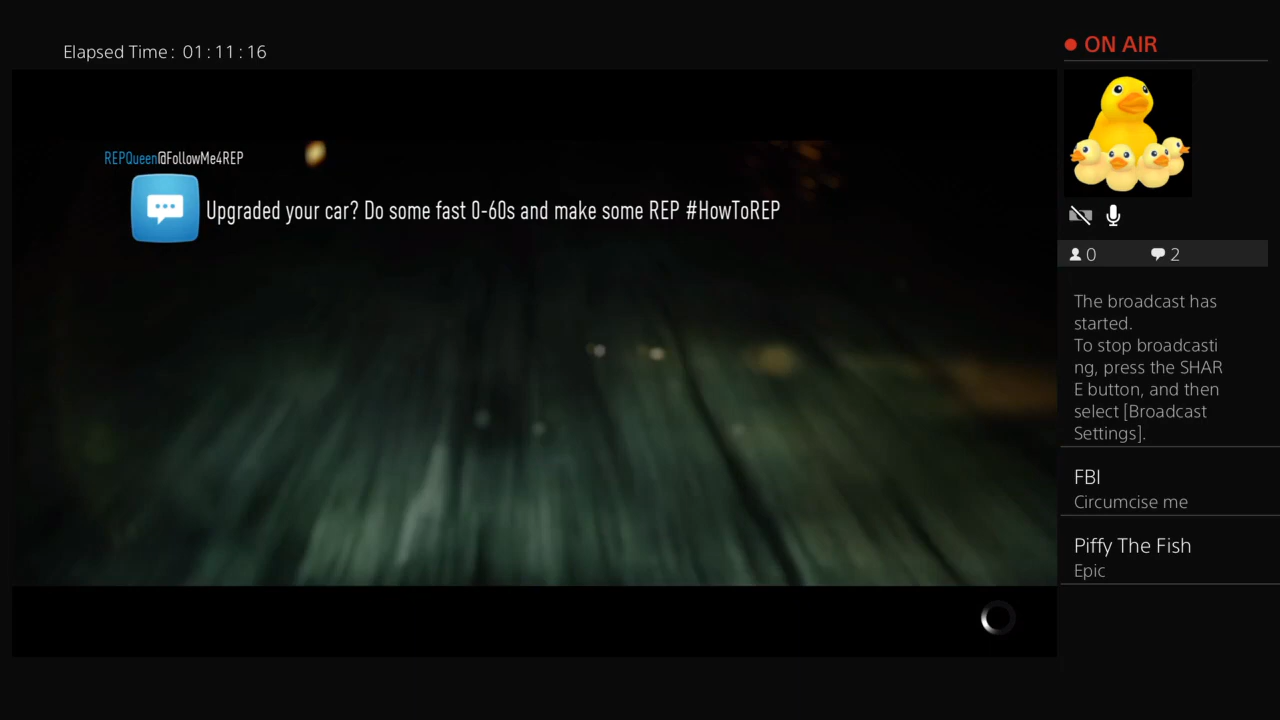 Elapsed Time: 01:11:16
ON AIR
REPQueen@FollowMe4REP
Upgraded your car? Do some fast 0-60s and make some REP #HowToREP
0
2
The broadcast has
started.
To stop broadcasti
ng, press the SHAR
E button, and then
select [Broadcast
Settings].
FBI
Circumcise me
Piffy The Fish
Epic